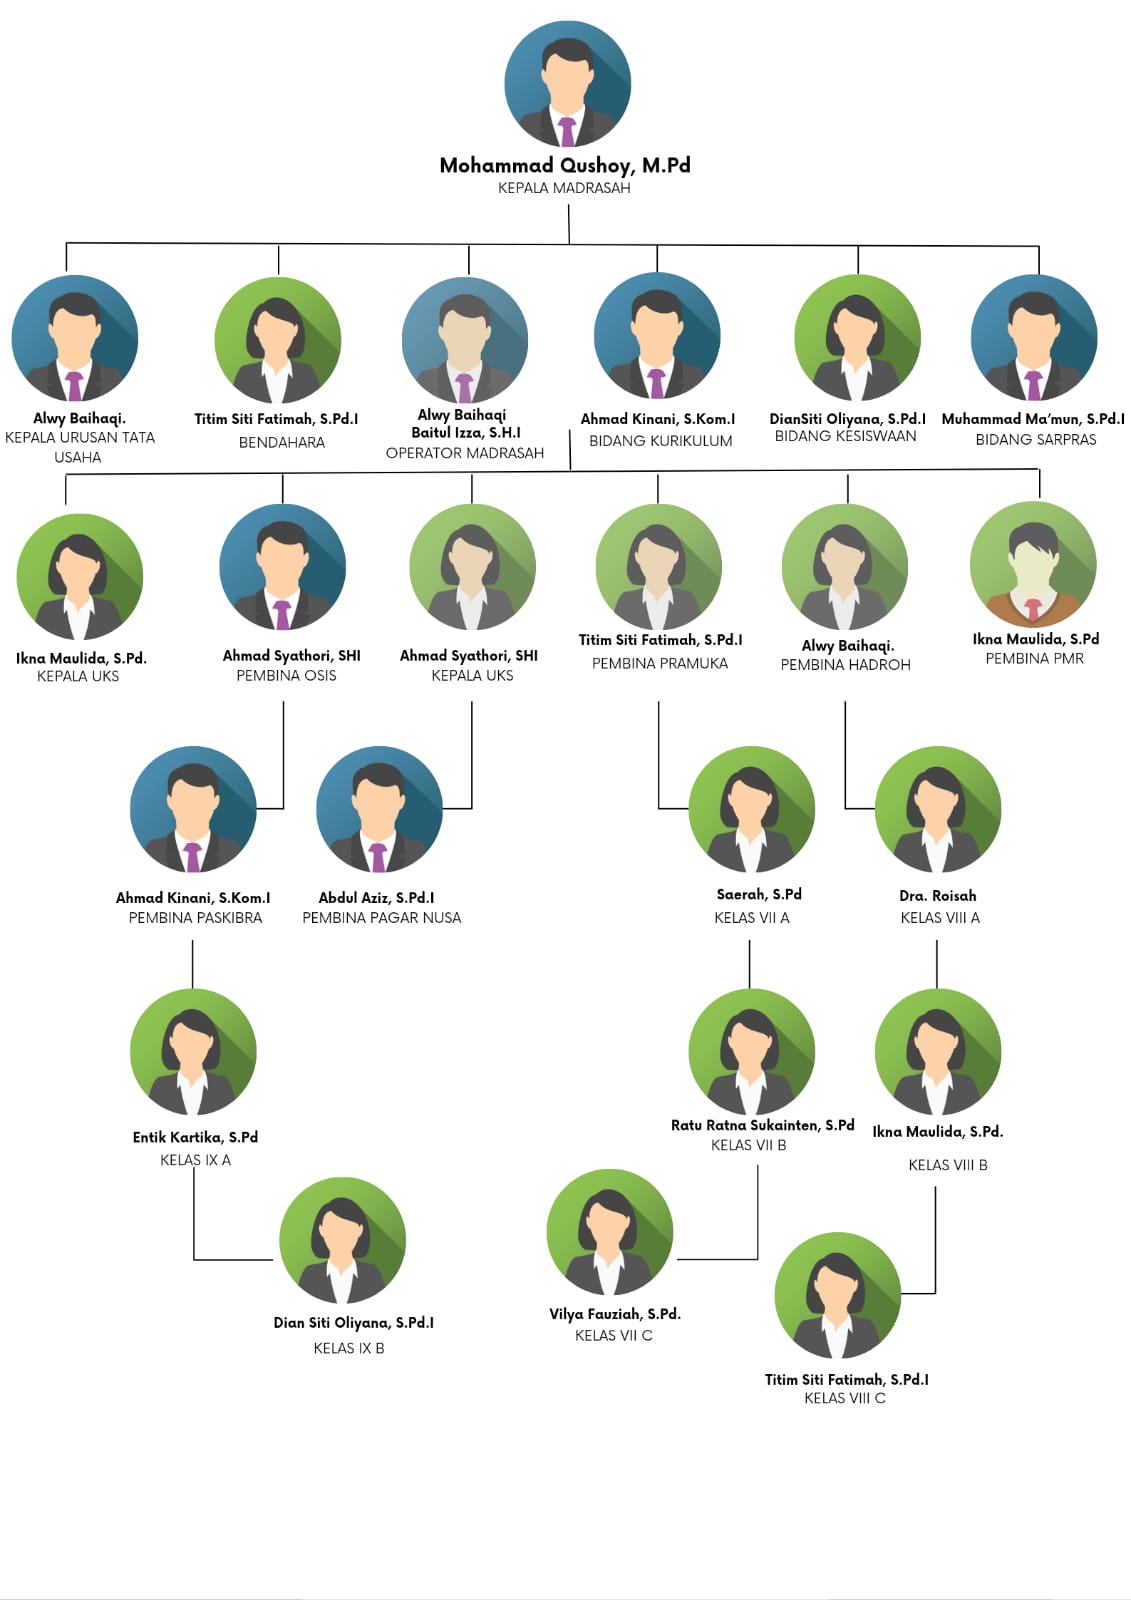 Mohammad Qushoy, M.Pd
KEPALA MADRASAH
Alwy Baihaqi.
KEPALA URUSAN TATA
USAHA
Titim Siti Fatimah, S.Pd.I
BENDAHARA
Alwy Baihaqi
Baitul Izza, S.H.I
OPERATOR MADRASAH
Ahmad Kinani, S.Kom.I
BIDANG KURIKULUM
DianSiti Oliyana, S.Pd.I
BIDANG KESISWAAN
Muhammad Ma'mun, S.Pd.I
BIDANG SARPRAS
Ikna Maulida, S.Pd.
KEPALA UKS
Ahmad Syathori, SHI
PEMBINA OSIS
Ahmad Syathori, SHI
KEPALA UKS
Titim Siti Fatimah, S.Pd.I
PEMBINA PRAMUKA
Alwy Baihaqi.
PEMBINA HADROH
Ikna Maulida, S.Pd
PEMBINA PMR
Ahmad Kinani, S.Kom.I
PEMBINA PASKIBRA
Abdul Aziz, S.Pd.I
PEMBINA PAGAR NUSA
Saerah, S.Pd
KELAS VII A
Dra. Roisah
KELAS VIII A
Entik Kartika, S.Pd
KELAS IX A
Ratu Ratna Sukainten, S.Pd
KELAS VII B
Ikna Maulida, S.Pd.
KELAS VIII B
Dian Siti Oliyana, S.Pd.I
KELAS IX B
Vilya Fauziah, S.Pd.
KELAS VII C
Titim Siti Fatimah, S.Pd.I
KELAS VIII C